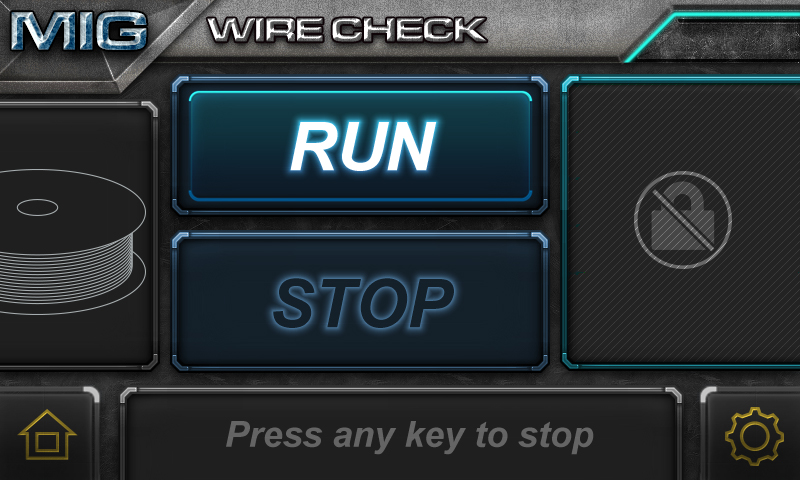 MIG
WIRE CHECK
RUN
STOP
Press any key to stop